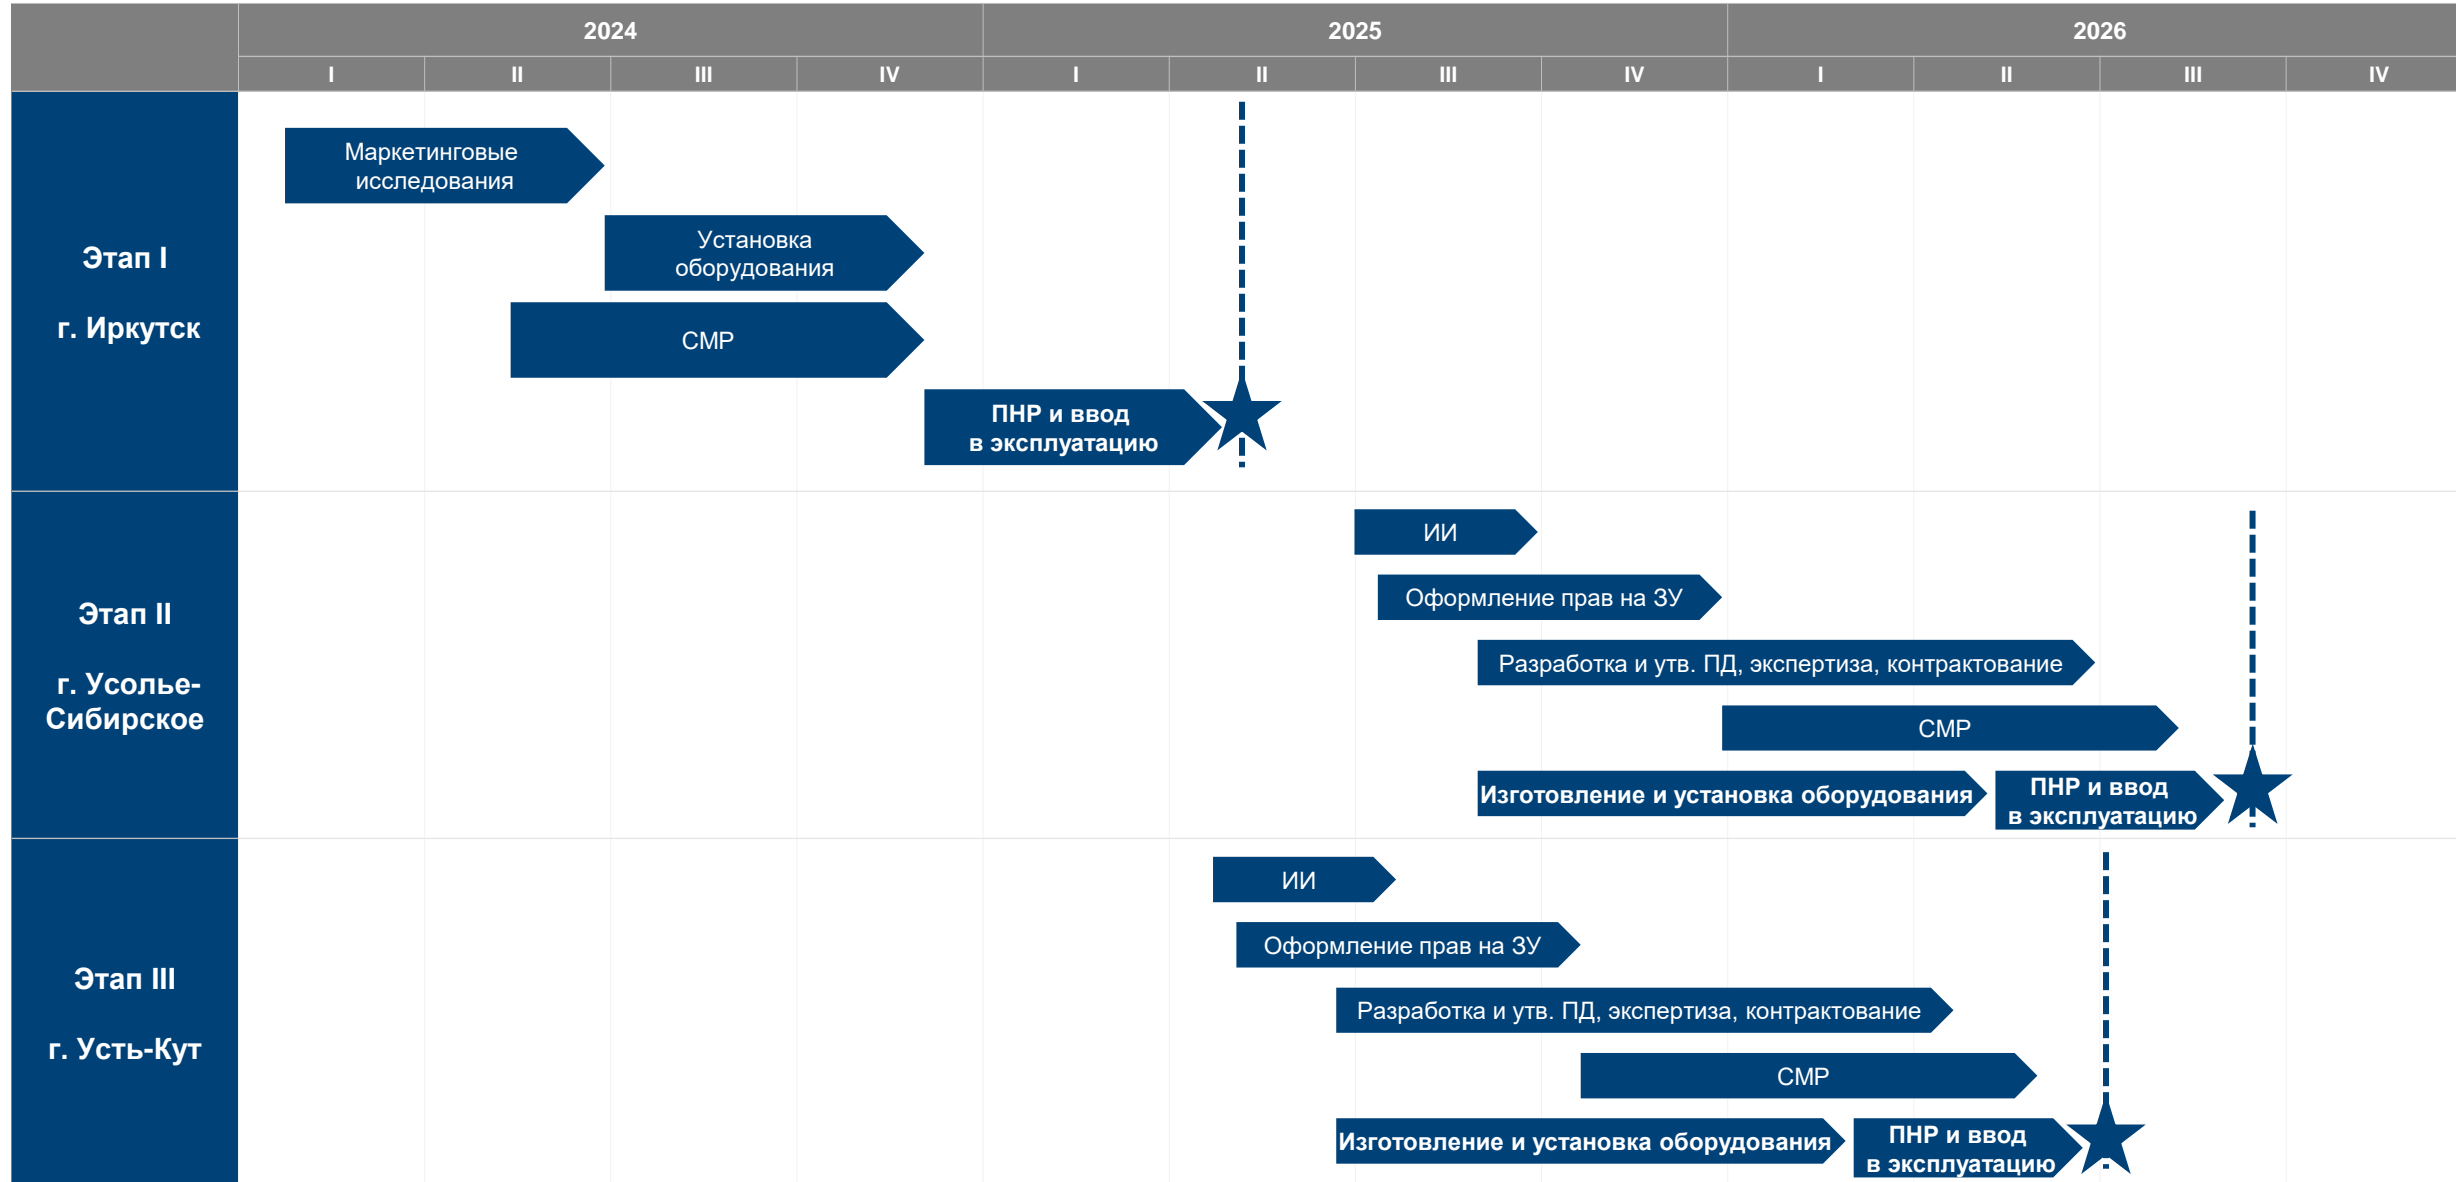 2024
2025
2026
I
II
III
IV
I
II
III
IV
I
II
III
IV
Этап I
г. Иркутск
Маркетинговые
исследования
Установка
оборудования
СМР
ПНР и ввод
в эксплуатацию
Этап II
г. Усолье-
Сибирское
ИИ
Оформление прав на ЗУ
Разработка и утв. ПД, экспертиза, контрактование
СМР
Изготовление и установка оборудования
ПНР и ввод
в эксплуатацию
Этап III
г. Усть-Кут
ИИ
Оформление прав на ЗУ
Разработка и утв. ПД, экспертиза, контрактование
СМР
Изготовление и установка оборудования
ПНР и ввод
в эксплуатацию